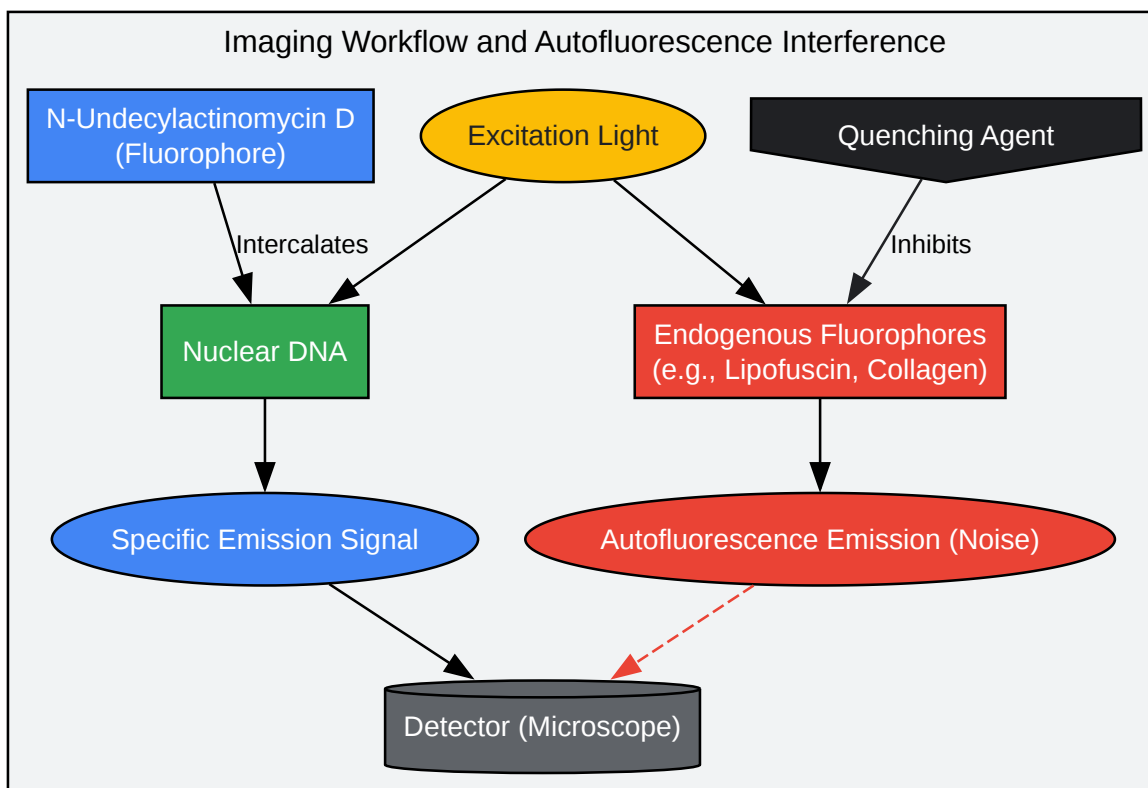 Imaging Workflow and Autofluorescence Interference
N-Undecylactinomycin D
(Fluorophore)
Excitation Light
Quenching Agent
Intercalates
Inhibits
Nuclear DNA
Endogenous Fluorophores
(e.g., Lipofuscin, Collagen)
Specific Emission Signal
Autofluorescence Emission (Noise)
Detector (Microscope)